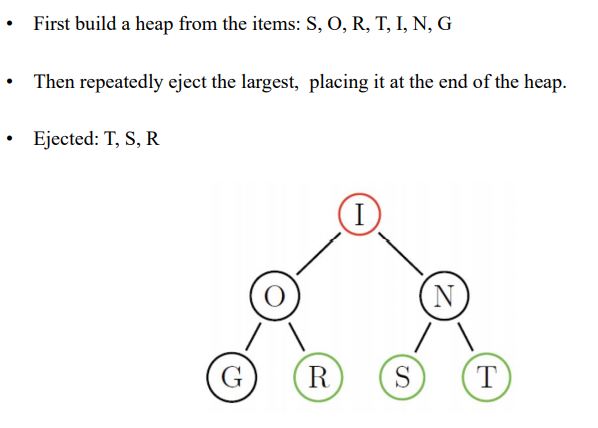 • First build a heap from the items: S, O, R, T, I, N, G
• Then repeatedly eject the largest, placing it at the end of the heap.
• Ejected: T, S, R
I
O N
G R S T